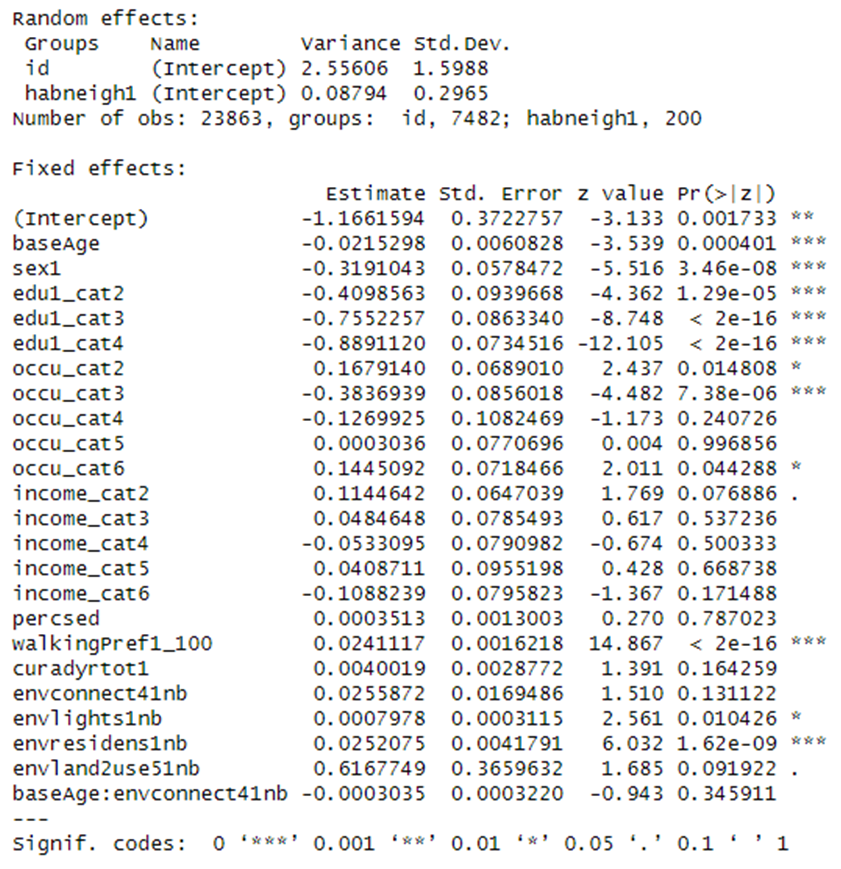 Random effects:
Groups Name Variance Std.Dev.
id (Intercept) 2.55606 1.5988
habneigh1 (Intercept) 0.08794 0.2965
Number of obs: 23863, groups: id, 7482; habneigh1, 200
Fixed effects:
Estimate Std. Error z value Pr(>|z|)
(Intercept) -1.1661594 0.3722757 -3.133 0.001733 **
baseAge -0.0215298 0.0060828 -3.539 0.000401 ***
sex1 -0.3191043 0.0578472 -5.516 3.46e-08 ***
edu1_cat2 -0.4098563 0.0939668 -4.362 1.29e-05 ***
edu1_cat3 -0.7552257 0.0863340 -8.748 < 2e-16 ***
edu1_cat4 -0.8891120 0.0734516 -12.105 < 2e-16 ***
occu_cat2 0.1679140 0.0689010 2.437 0.014808 *
occu_cat3 -0.3836939 0.0856018 -4.482 7.38e-06 ***
occu_cat4 -0.1269925 0.1082469 -1.173 0.240726
occu_cat5 0.0003036 0.0770696 0.004 0.996856
occu_cat6 0.1445092 0.0718466 2.011 0.044288 *
income_cat2 0.1144642 0.0647039 1.769 0.076886 .
income_cat3 0.0484648 0.0785493 0.617 0.537236
income_cat4 -0.0533095 0.0790982 -0.674 0.500333
income_cat5 0.0408711 0.0955198 0.428 0.668738
income_cat6 -0.1088239 0.0795823 -1.367 0.171488
percsed 0.0003513 0.0013003 0.270 0.787023
walkingPref1_100 0.0241117 0.0016218 14.867 < 2e-16 ***
curadyrtot1 0.0040019 0.0028772 1.391 0.164259
envconnect41nb 0.0255872 0.0169486 1.510 0.131122
envlights1nb 0.0007978 0.0003115 2.561 0.010426 *
envresidens1nb 0.0252075 0.0041791 6.032 1.62e-09 ***
envland2use51nb 0.6167749 0.3659632 1.685 0.091922 .
baseAge:envconnect41nb -0.0003035 0.0003220 -0.943 0.345911
---
Signif. codes: 0 ‘***’ 0.001 ‘**’ 0.01 ‘*’ 0.05 ‘.’ 0.1 ‘ ’ 1